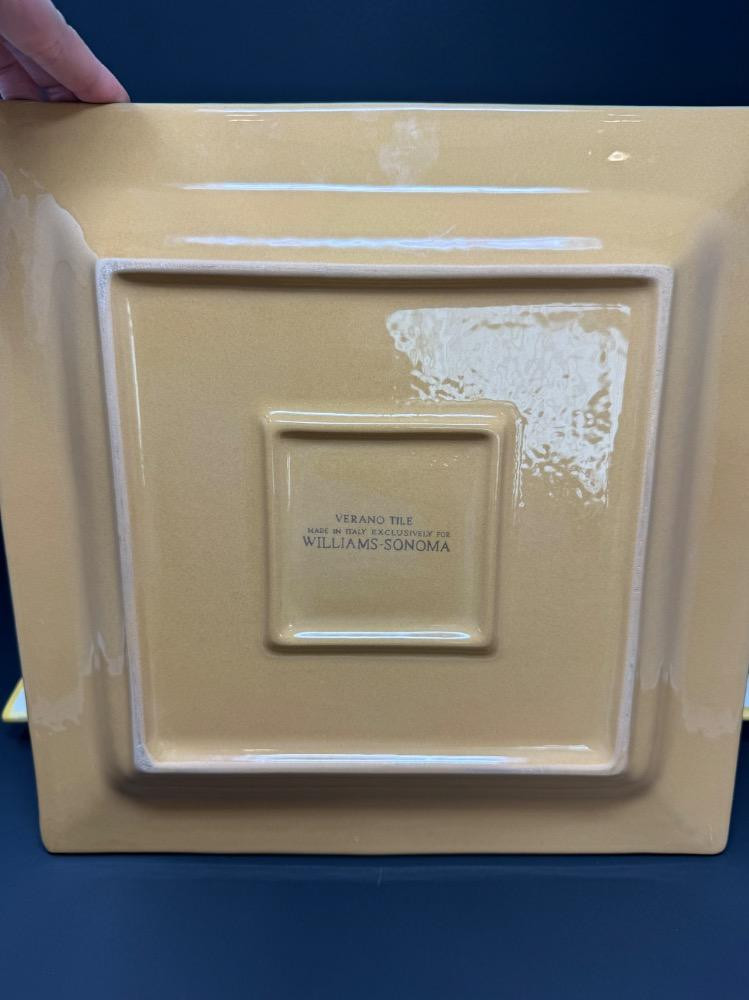 VERANO TILE
MADE IN ITALY EXCLUSIVELY FOR
WILLIAMS-SONOMA